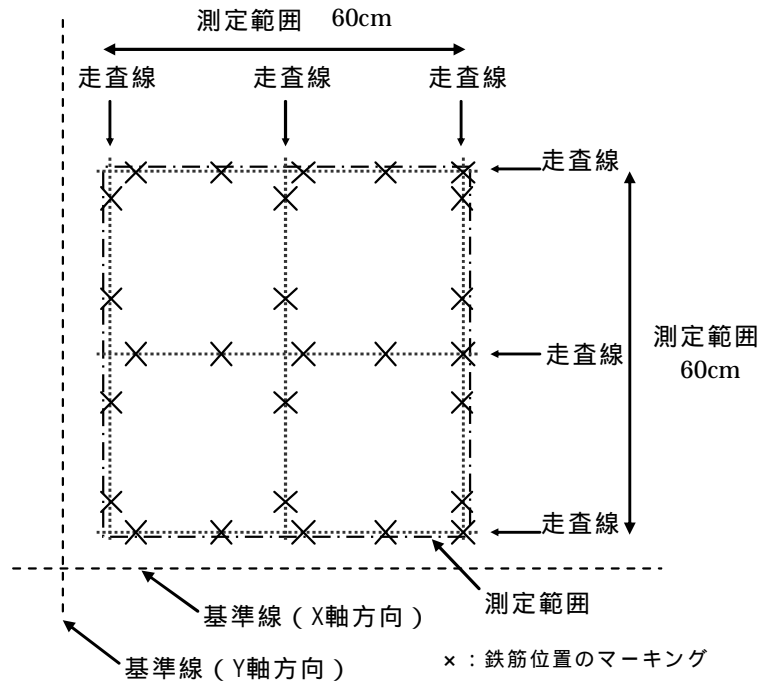 測定範囲 60cm
走査線 走査線 走査線
走査線
測定範囲
60cm
走査線
走査線
測定範囲
基準線(X軸方向)
基準線(Y軸方向)
×:鉄筋位置のマーキング